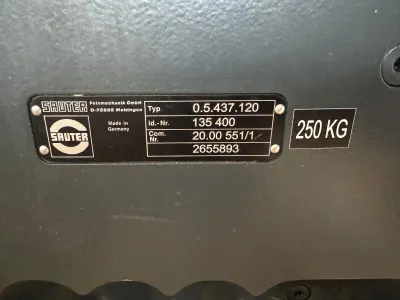 SAUTER Feinmechanik GmbH
D-72555 Metzingen
Made in
Germany
SAUTER
Typ 0.5.437.120
Id.-Nr. 135 400
Com. Nr. 20.00 551/1
2655893
250 KG